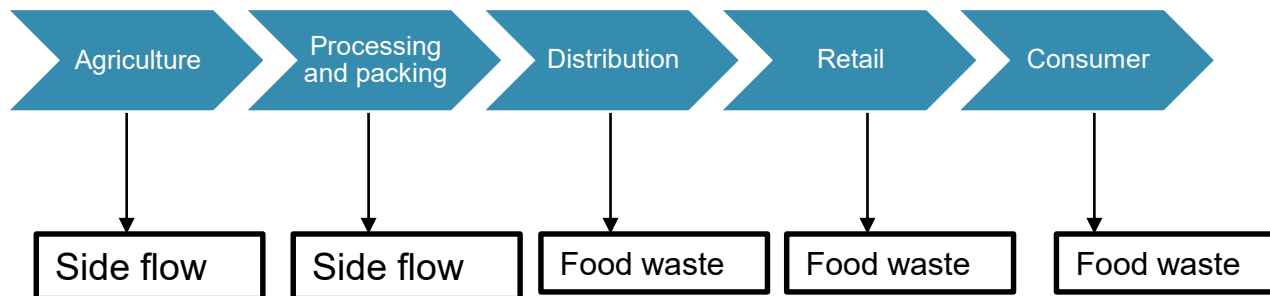 Agriculture
Processing
and packing
Distribution
Retail
Consumer
Side flow
Side flow
Food waste
Food waste
Food waste